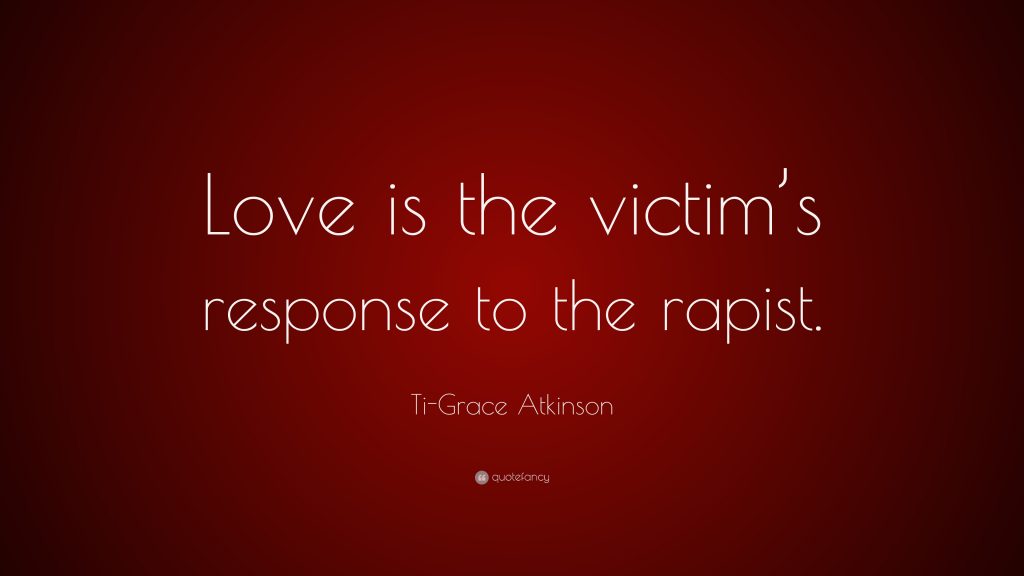 Love is the victim’s
response to the rapist.
Ti-Grace Atkinson
quotefancy